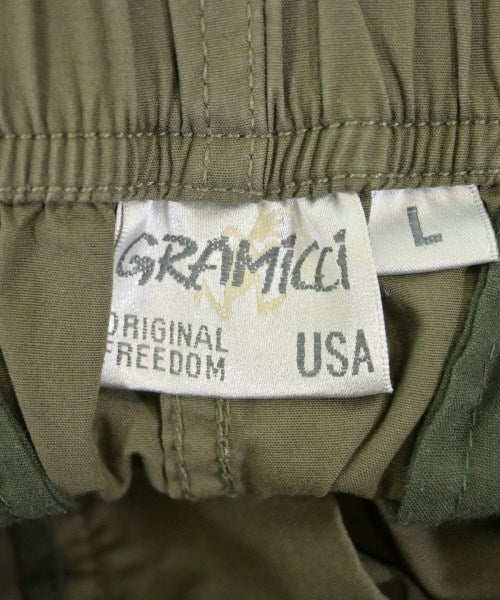 GRAMicci
L
ORIGINAL
FREEDOM
USA